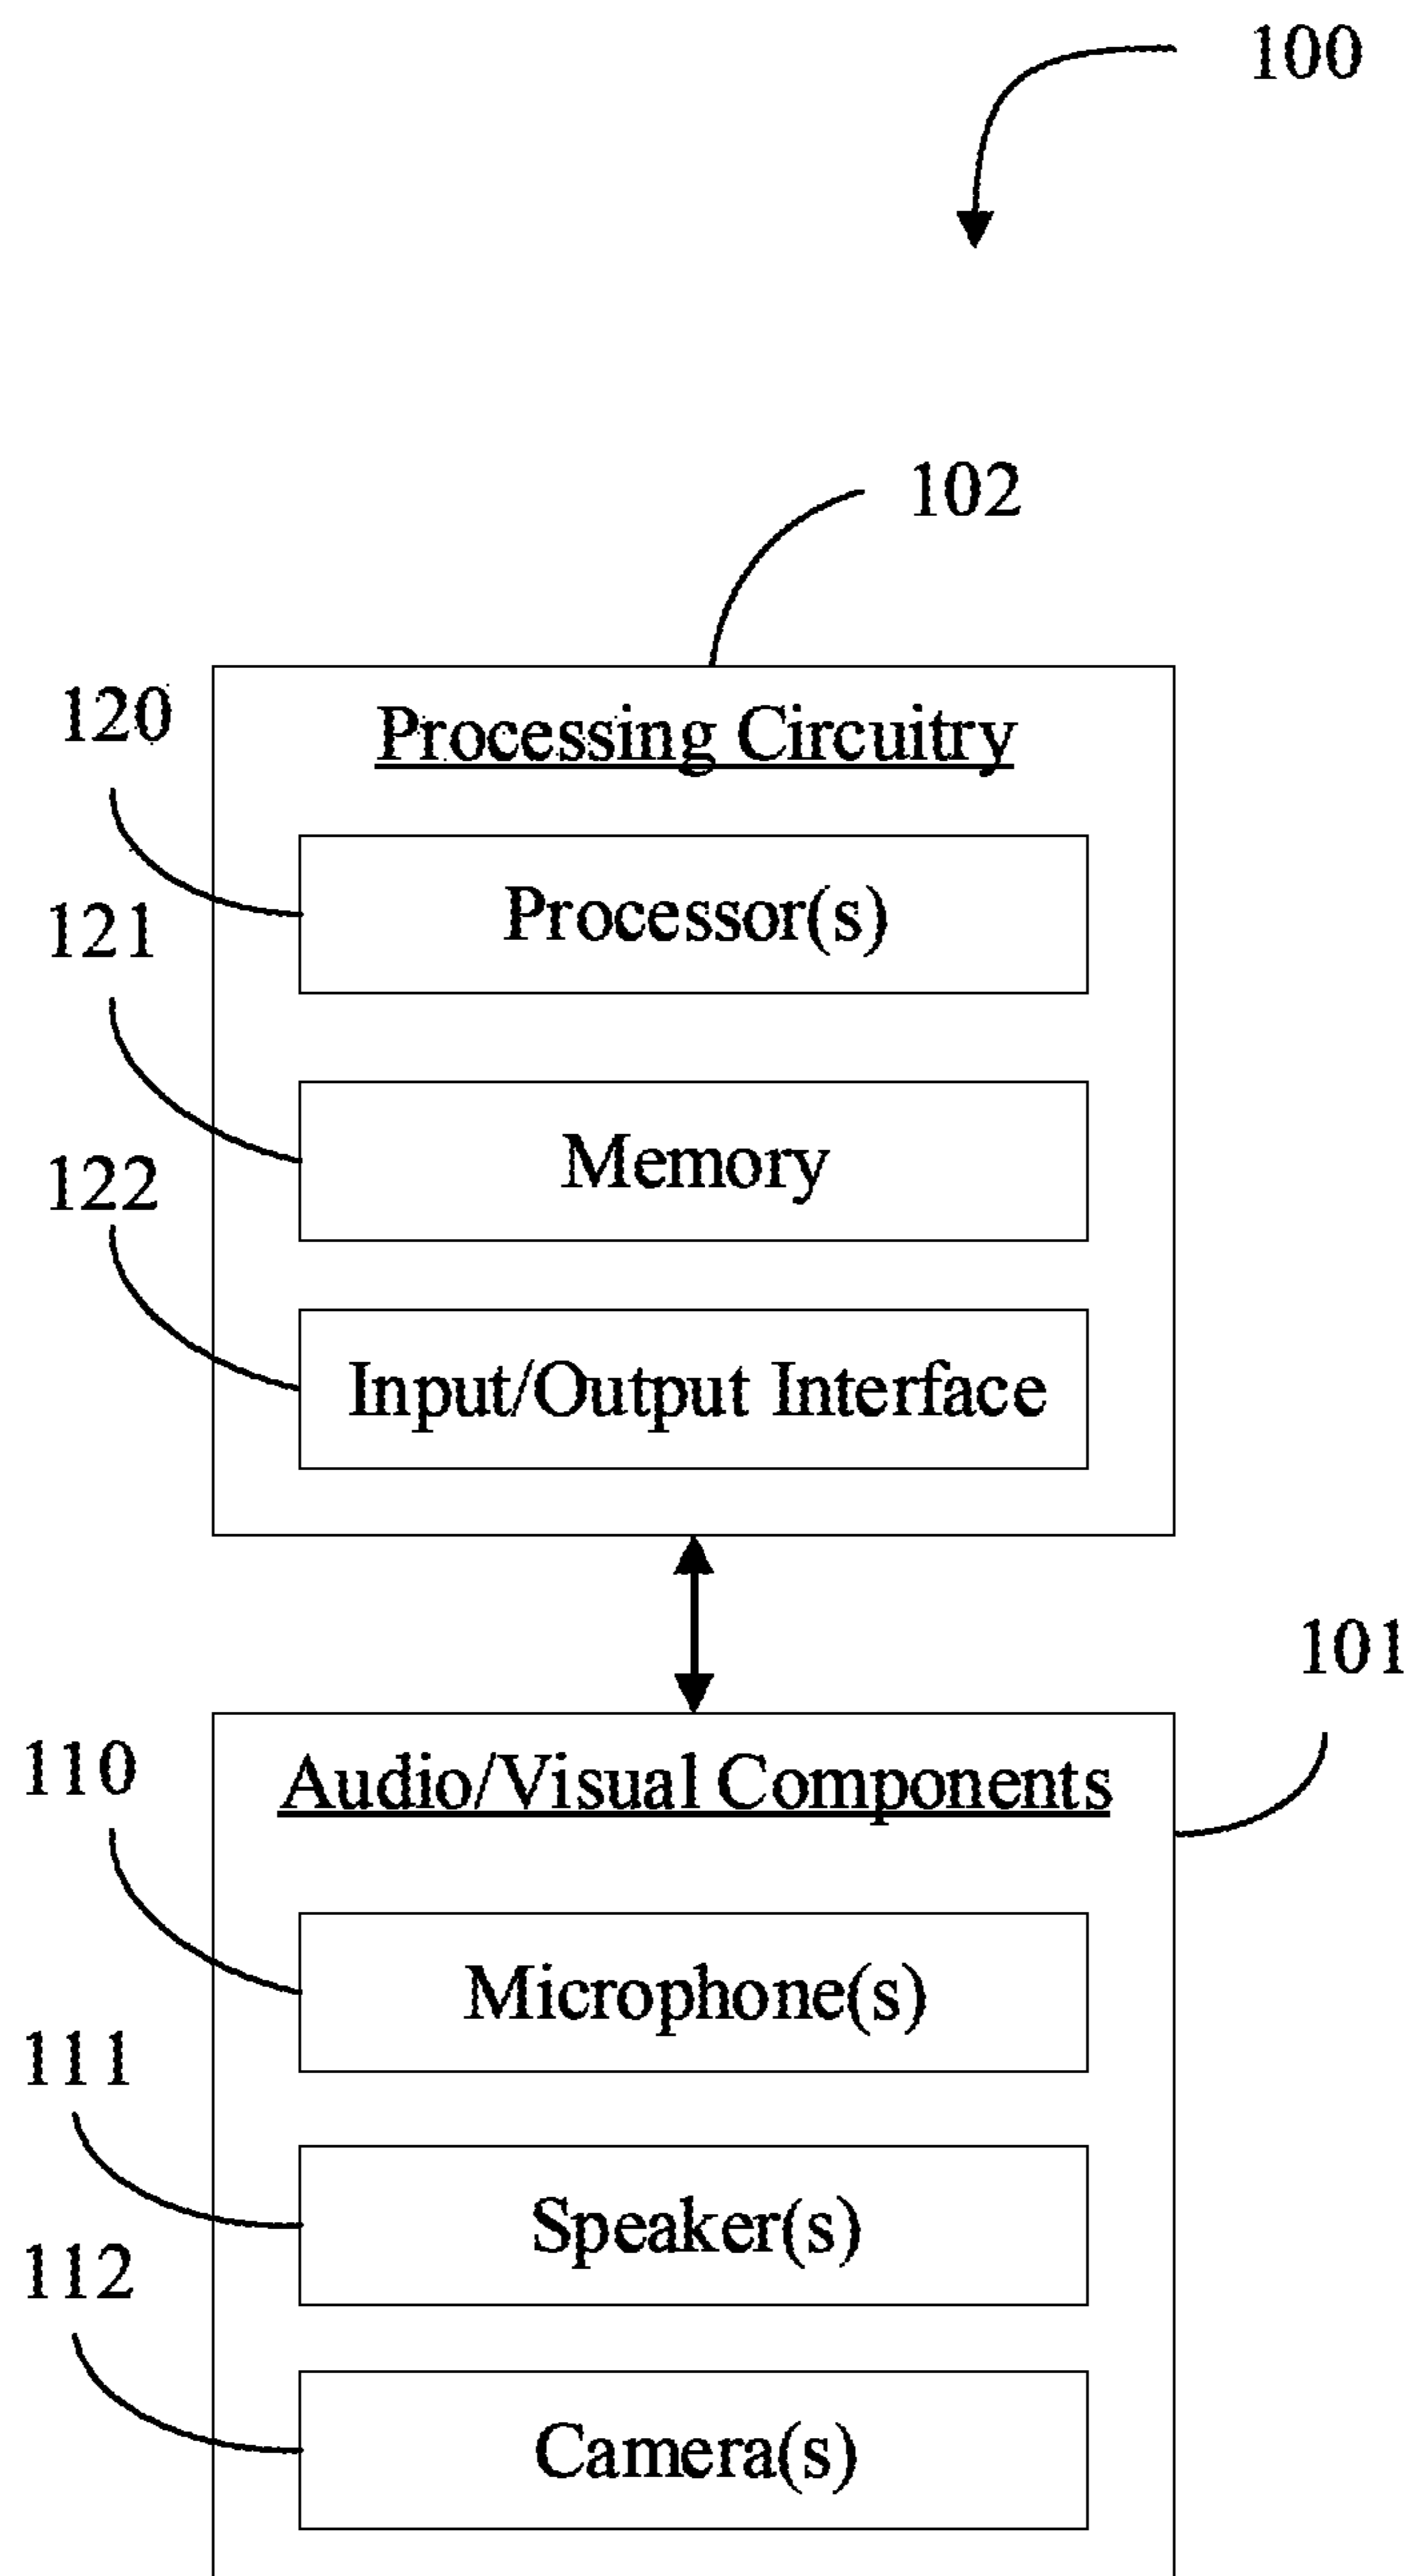 100
102
120
Processing Circuitry
Processor(s)
121
Memory
122
Input/Output Interface
101
110
Audio/Visual Components
Microphone(s)
111
Speaker(s)
112
Camera(s)